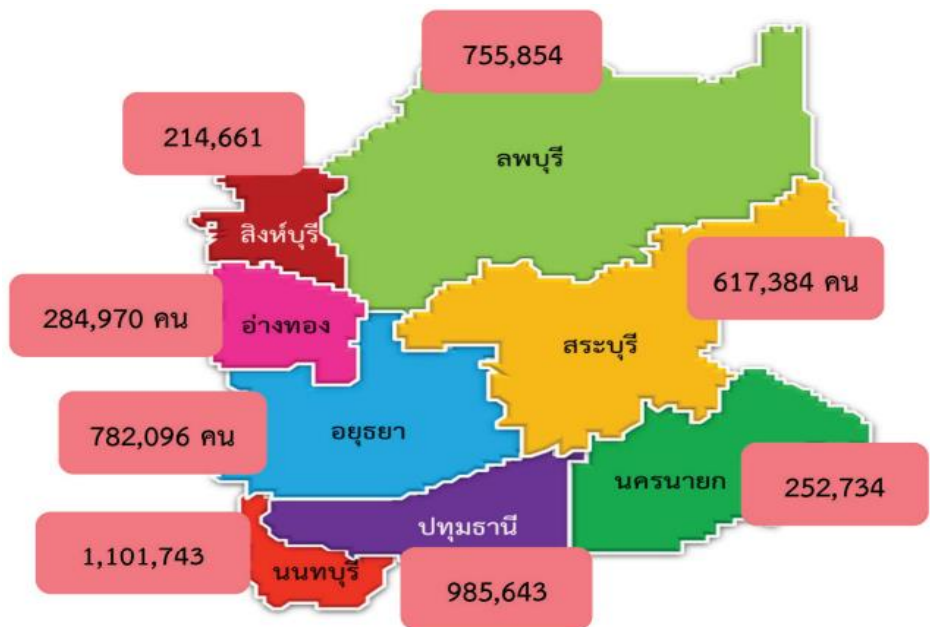 755,854
214,661
ลพบุรี
สิงห์บุรี
617,384 คน
284,970 คน
อ่างทอง
สระบุรี
782,096 คน
อยุธยา
นครนายก
252,734
ปทุมธานี
1,101,743
นนทบุรี
985,643